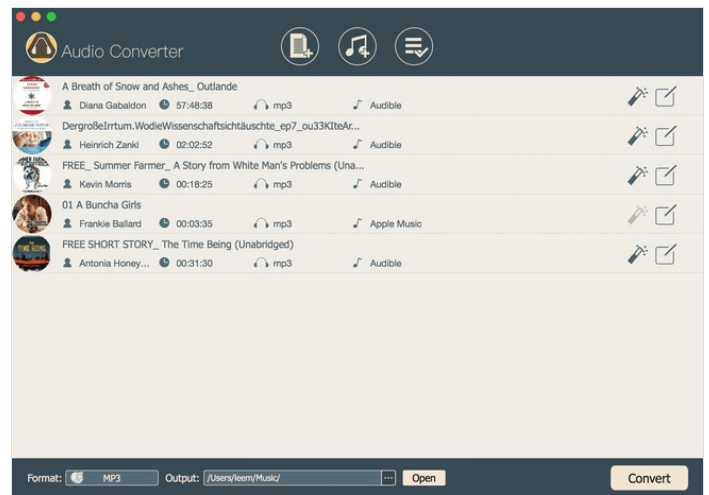 Audio Converter
A Breath of Snow and Ashes_ Outlande
Diana Gabaldon 57:48:38 mp3 Audible
DergroßeIrrtum.WodieWissenschaftsichtäuschte_ep7_ou33KIteAr...
Heinrich Zankl 02:02:52 mp3 Audible
FREE_ Summer Farmer_ A Story from White Man's Problems (Una...
Kevin Morris 00:18:25 mp3 Audible
01 A Buncha Girls
Frankie Ballard 00:03:35 mp3 Apple Music
FREE SHORT STORY_ The Time Being (Unabridged)
Antonia Honey... 00:31:30 mp3 Audible
Format: MP3 Output: /Users/leem/Music/ ... Open Convert